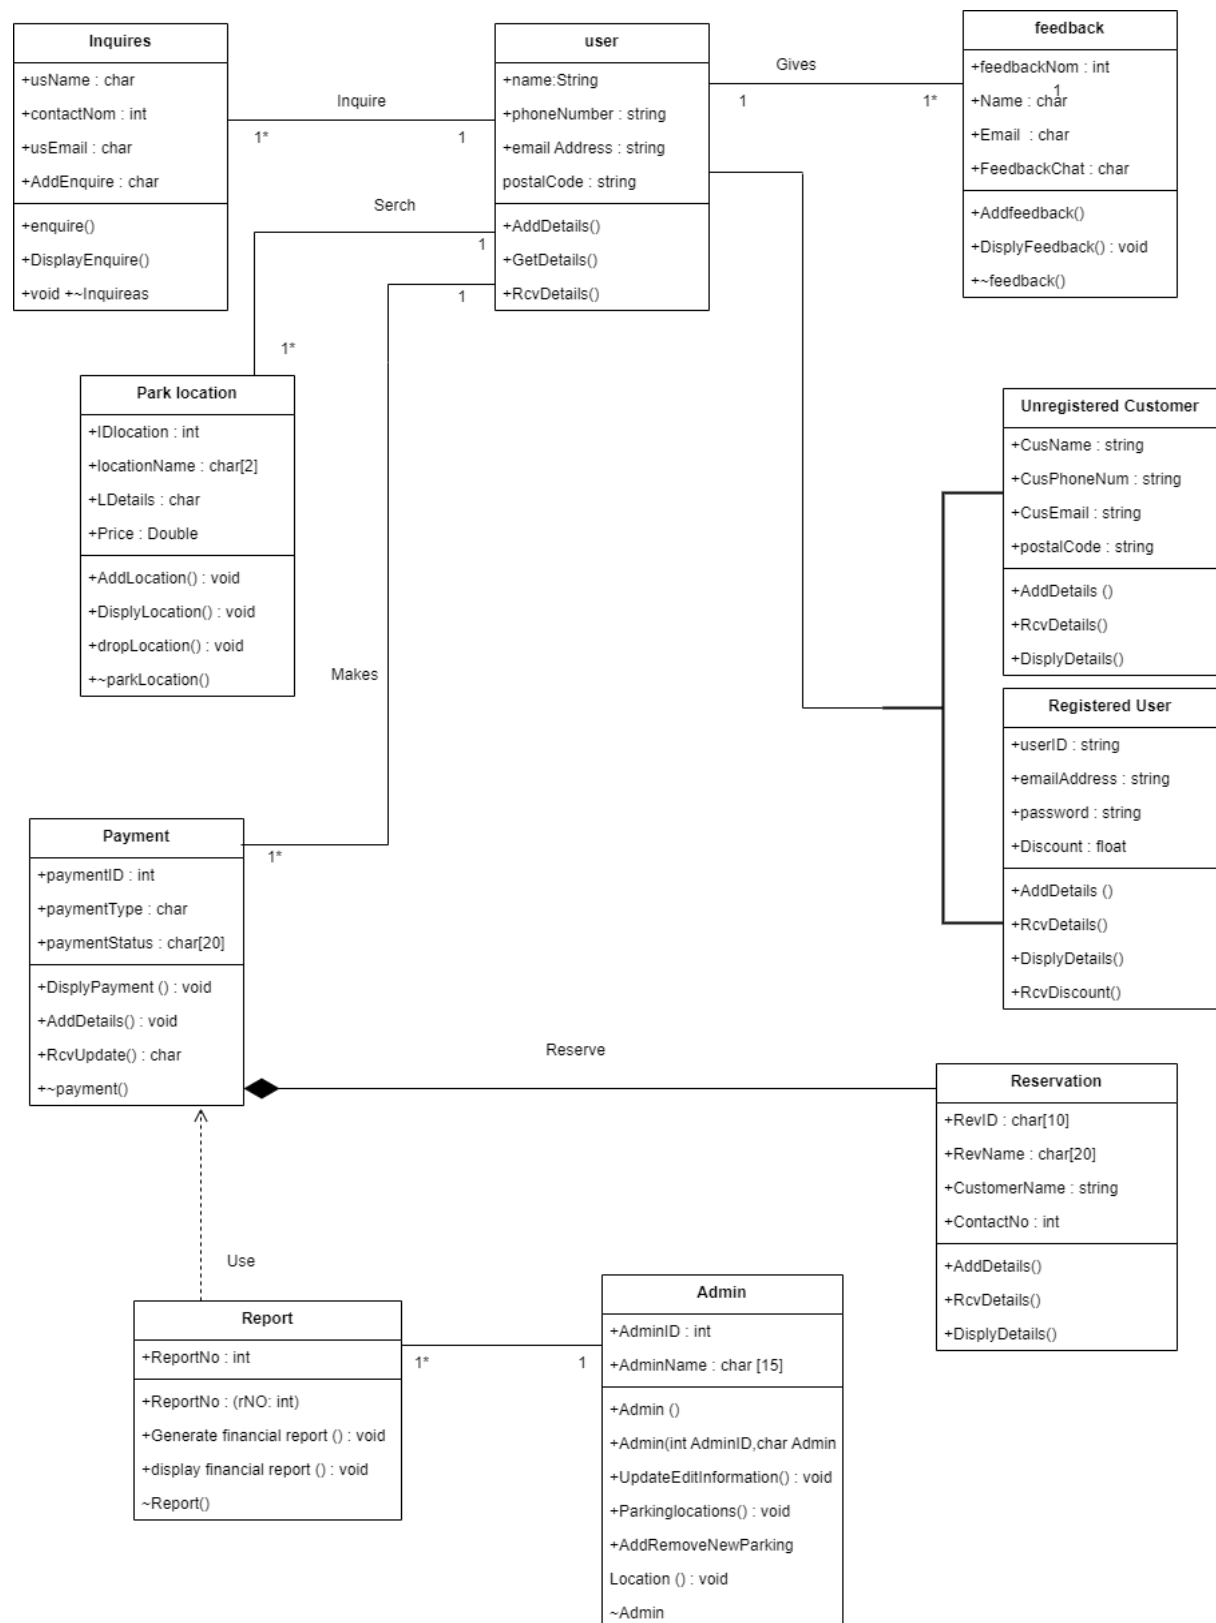 Inquires
+usName : char
+contactNom : int
+usEmail : char
+AddEnquire : char
+enquire()
+DisplayEnquire()
+void +~Inquireas
Inquire
1*
1
user
+name:String
+phoneNumber : string
+email Address : string
postalCode : string
+AddDetails()
+GetDetails()
+RcvDetails()
Gives
1
1*
feedback
+feedbackNom : int
1
+Name : char
+Email : char
+FeedbackChat : char
+Addfeedback()
+DisplyFeedback() : void
+~feedback()
Serch
1
1*
1
Park location
+IDlocation : int
+locationName : char[2]
+LDetails : char
+Price : Double
+AddLocation() : void
+DisplyLocation() : void
+dropLocation() : void
+~parkLocation()
Makes
1*
Unregistered Customer
+CusName : string
+CusPhoneNum : string
+CusEmail : string
+postalCode : string
+AddDetails ()
+RcvDetails()
+DisplyDetails()
Registered User
+userID : string
+emailAddress : string
+password : string
+Discount : float
+AddDetails ()
+RcvDetails()
+DisplyDetails()
+RcvDiscount()
Payment
+paymentID : int
+paymentType : char
+paymentStatus : char[20]
+DisplyPayment () : void
+AddDetails() : void
+RcvUpdate() : char
+~payment()
Reserve
Reservation
+RevID : char[10]
+RevName : char[20]
+CustomerName : string
+ContactNo : int
+AddDetails()
+RcvDetails()
+DisplyDetails()
Use
Report
+ReportNo : int
+ReportNo : (rNO: int)
+Generate financial report () : void
+display financial report () : void
~Report()
1*
1
Admin
+AdminID : int
+AdminName : char [15]
+Admin ()
+Admin(int AdminID,char Admin
+UpdateEditInformation() : void
+Parkinglocations() : void
+AddRemoveNewParking
Location () : void
~Admin